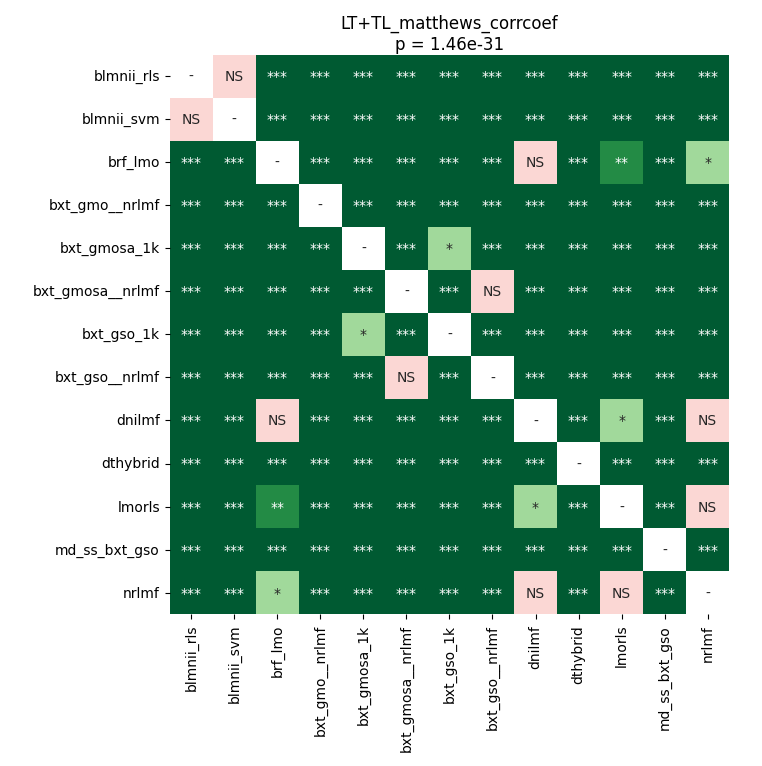 LT+TL_matthews_corrcoef
p = 1.46e-31
blmnii_rls - NS *** *** *** *** *** *** *** *** *** *** ***
blmnii_svm NS - *** *** *** *** *** *** *** *** *** *** ***
brf_lmo *** *** - *** *** *** *** *** NS *** ** *** *
bxt_gmo__nrlmf *** *** *** - *** *** *** *** *** *** *** *** ***
bxt_gmosa_1k *** *** *** *** - *** * *** *** *** *** *** ***
bxt_gmosa__nrlmf *** *** *** *** *** - *** NS *** *** *** *** ***
bxt_gso_1k *** *** *** *** * *** - *** *** *** *** *** ***
bxt_gso__nrlmf *** *** *** *** *** NS *** - *** *** *** *** ***
dnilmf *** *** NS *** *** *** *** *** - *** * *** NS
dthybrid *** *** *** *** *** *** *** *** *** - *** *** ***
lmorls *** *** ** *** *** *** *** *** * *** - *** NS
md_ss_bxt_gso *** *** *** *** *** *** *** *** *** *** *** - ***
nrlmf *** *** * *** *** *** *** *** NS *** NS *** -
blmnii_rls
blmnii_svm
brf_lmo
bxt_gmo__nrlmf
bxt_gmosa_1k
bxt_gmosa__nrlmf
bxt_gso_1k
bxt_gso__nrlmf
dnilmf
dthybrid
lmorls
md_ss_bxt_gso
nrlmf